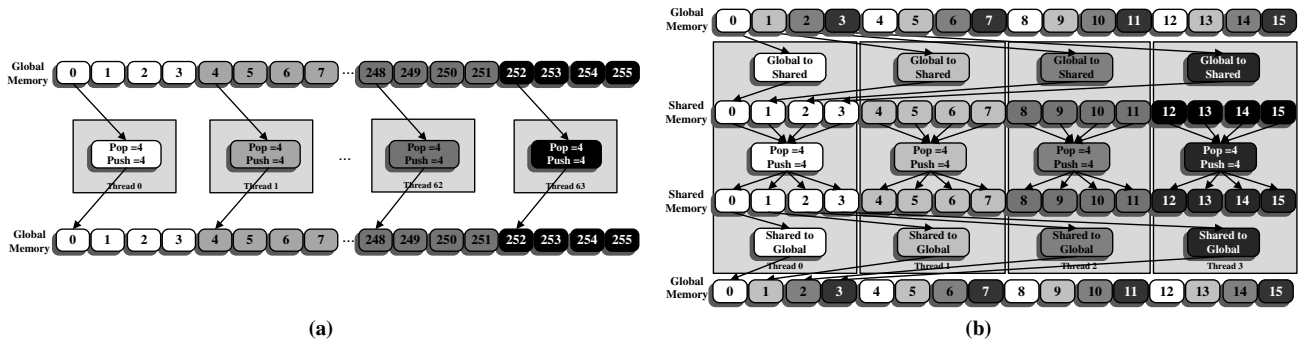 Global
Memory
0 1 2 3 4 5 6 7 ... 248 249 250 251 252 253 254 255
Pop =4
Push =4
Thread 0
Pop =4
Push =4
Thread 1
...
Pop =4
Push =4
Thread 62
Pop =4
Push =4
Thread 63
Global
Memory
0 1 2 3 4 5 6 7 ... 248 249 250 251 252 253 254 255
(a)
Global
Memory
0 1 2 3 4 5 6 7 8 9 10 11 12 13 14 15
Global to
Shared
Global to
Shared
Global to
Shared
Global to
Shared
Shared
Memory
0 1 2 3 4 5 6 7 8 9 10 11 12 13 14 15
Pop =4
Push =4
Pop =4
Push =4
Pop =4
Push =4
Pop =4
Push =4
Shared
Memory
0 1 2 3 4 5 6 7 8 9 10 11 12 13 14 15
Shared to
Global
Thread 0
Shared to
Global
Thread 1
Shared to
Global
Thread 2
Shared to
Global
Thread 3
Global
Memory
0 1 2 3 4 5 6 7 8 9 10 11 12 13 14 15
(b)